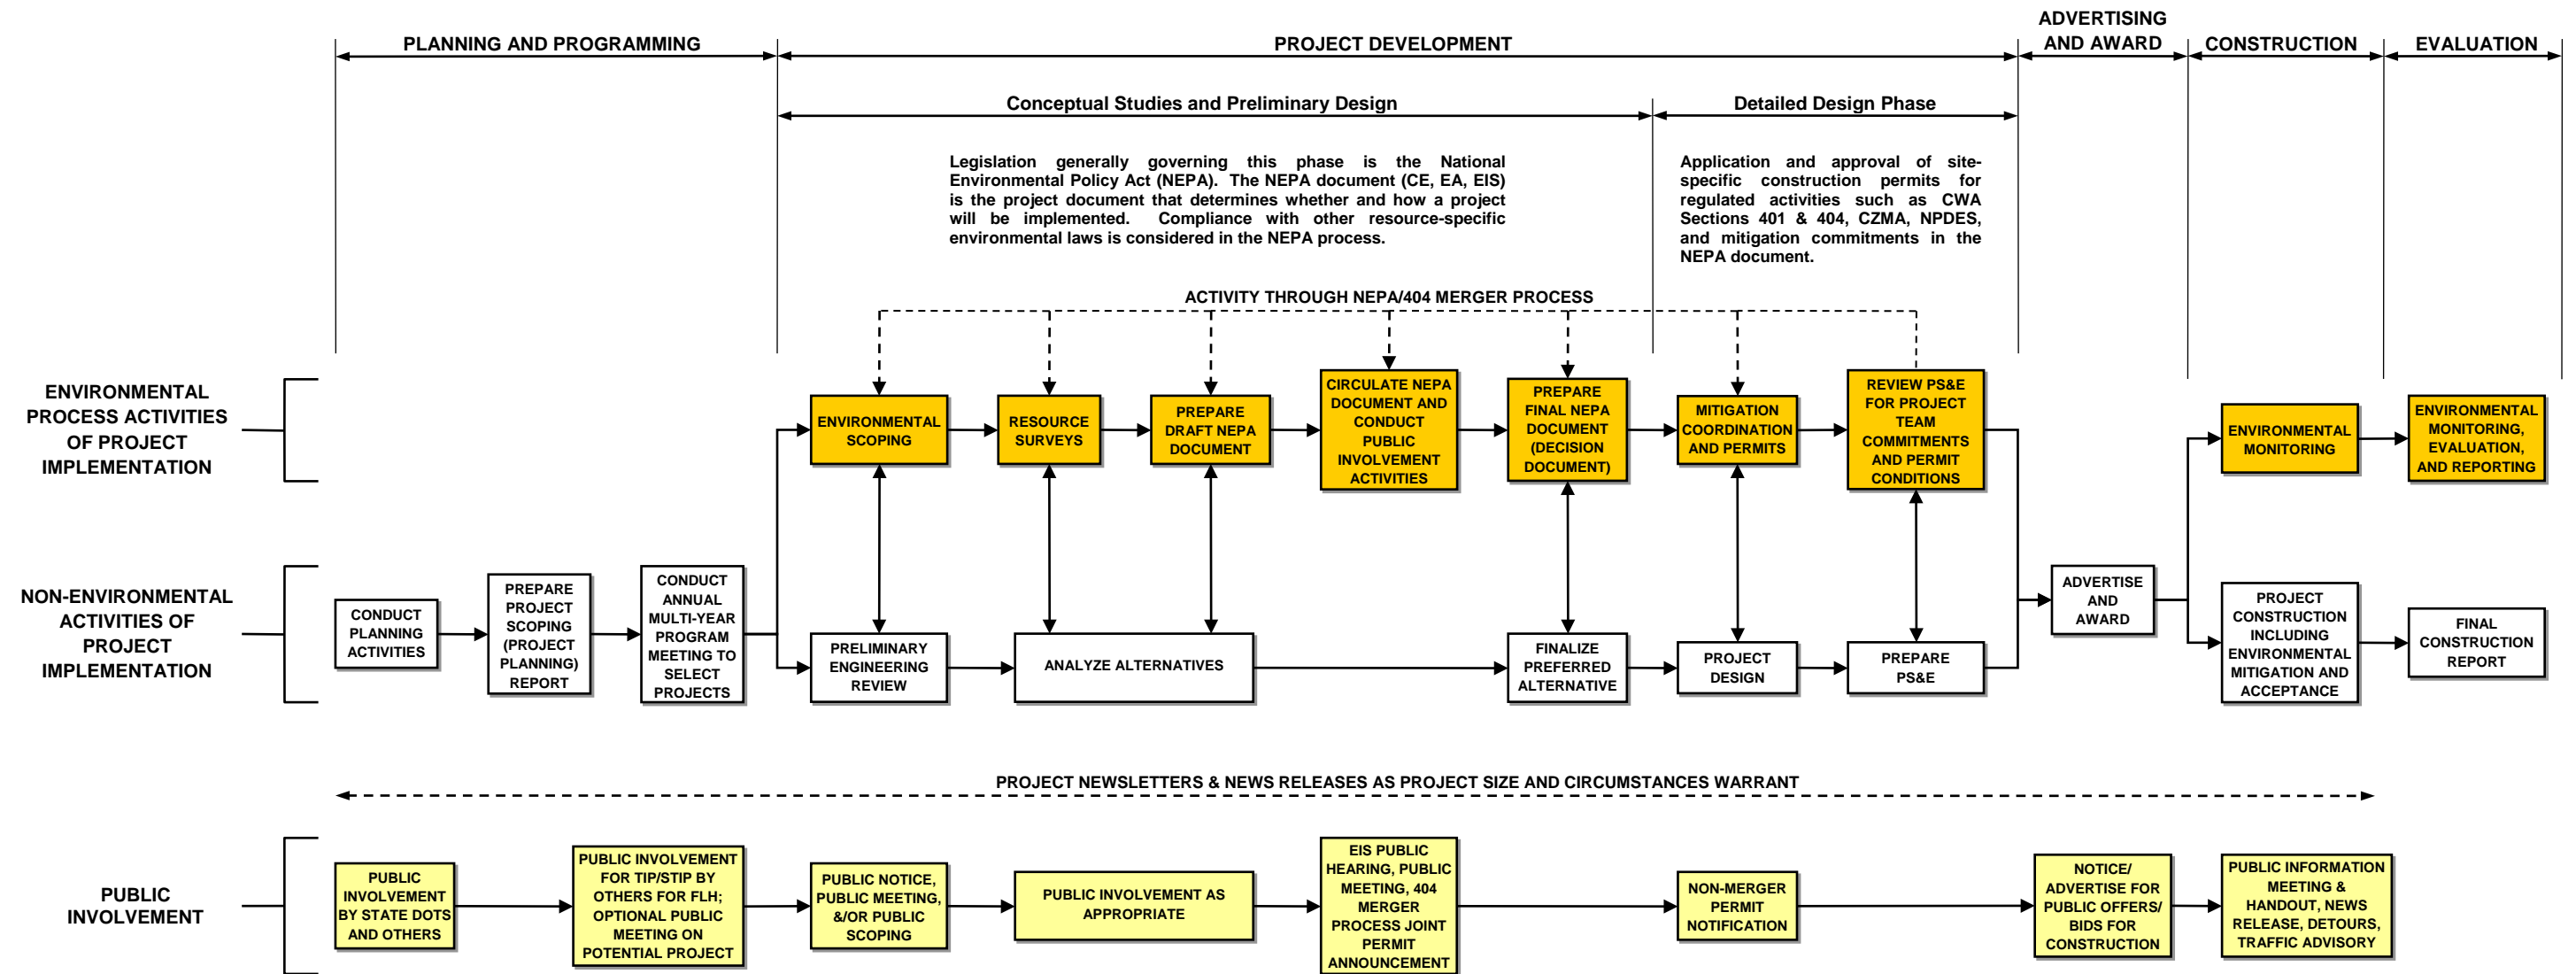 PLANNING AND PROGRAMMING
PROJECT DEVELOPMENT
ADVERTISING
AND AWARD
CONSTRUCTION
EVALUATION
Conceptual Studies and Preliminary Design
Detailed Design Phase
Legislation generally governing this phase is the National
Environmental Policy Act (NEPA). The NEPA document (CE, EA, EIS)
is the project document that determines whether and how a project
will be implemented. Compliance with other resource-specific
environmental laws is considered in the NEPA process.
Application and approval of site-
specific construction permits for
regulated activities such as CWA
Sections 401 & 404, CZMA, NPDES,
and mitigation commitments in the
NEPA document.
ACTIVITY THROUGH NEPA/404 MERGER PROCESS
ENVIRONMENTAL
PROCESS ACTIVITIES
OF PROJECT
IMPLEMENTATION
ENVIRONMENTAL
SCOPING
RESOURCE
SURVEYS
PREPARE
DRAFT NEPA
DOCUMENT
CIRCULATE NEPA
DOCUMENT AND
CONDUCT
PUBLIC
INVOLVEMENT
ACTIVITIES
PREPARE
FINAL NEPA
DOCUMENT
(DECISION
DOCUMENT)
MITIGATION
COORDINATION
AND PERMITS
REVIEW PS&E
FOR PROJECT
TEAM
COMMITMENTS
AND PERMIT
CONDITIONS
ENVIRONMENTAL
MONITORING
ENVIRONMENTAL
MONITORING,
EVALUATION,
AND REPORTING
NON-ENVIRONMENTAL
ACTIVITIES OF
PROJECT
IMPLEMENTATION
CONDUCT
PLANNING
ACTIVITIES
PREPARE
PROJECT
SCOPING
(PROJECT
PLANNING)
REPORT
CONDUCT
ANNUAL
MULTI-YEAR
PROGRAM
MEETING TO
SELECT
PROJECTS
PRELIMINARY
ENGINEERING
REVIEW
ANALYZE ALTERNATIVES
FINALIZE
PREFERRED
ALTERNATIVE
PROJECT
DESIGN
PREPARE
PS&E
ADVERTISE
AND
AWARD
PROJECT
CONSTRUCTION
INCLUDING
ENVIRONMENTAL
MITIGATION AND
ACCEPTANCE
FINAL
CONSTRUCTION
REPORT
PROJECT NEWSLETTERS & NEWS RELEASES AS PROJECT SIZE AND CIRCUMSTANCES WARRANT
PUBLIC
INVOLVEMENT
PUBLIC
INVOLVEMENT
BY STATE DOTS
AND OTHERS
PUBLIC INVOLVEMENT
FOR TIP/STIP BY
OTHERS FOR FLH;
OPTIONAL PUBLIC
MEETING ON
POTENTIAL PROJECT
PUBLIC NOTICE,
PUBLIC MEETING,
&/OR PUBLIC
SCOPING
PUBLIC INVOLVEMENT AS
APPROPRIATE
EIS PUBLIC
HEARING, PUBLIC
MEETING, 404
MERGER
PROCESS JOINT
PERMIT
ANNOUNCEMENT
NON-MERGER
PERMIT
NOTIFICATION
NOTICE/
ADVERTISE FOR
PUBLIC OFFERS/
BIDS FOR
CONSTRUCTION
PUBLIC INFORMATION
MEETING &
HANDOUT, NEWS
RELEASE, DETOURS,
TRAFFIC ADVISORY